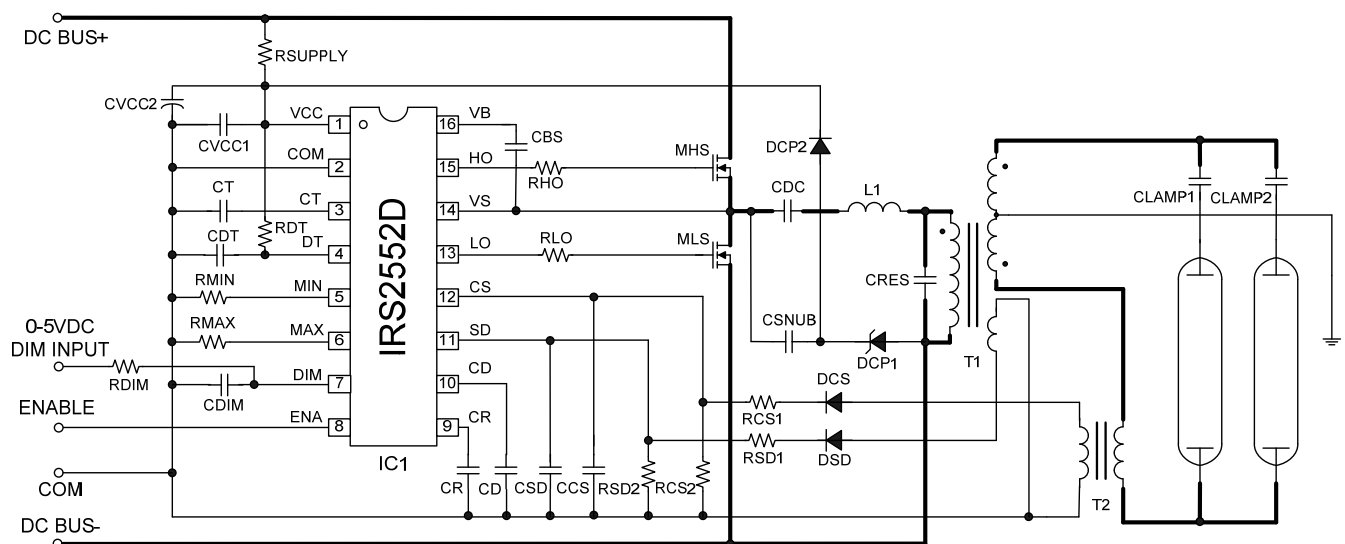 DC BUS+
RSUPPLY
CVCC2
CVCC1
VCC
1
COM
2
CT
CT
3
CDT
RDT
DT
4
RMIN
MIN
5
RMAX
MAX
6
0-5VDC
DIM INPUT
RDIM
CDIM
DIM
7
ENABLE
ENA
8
COM
DC BUS-
IRS2552D
IC1
16
VB
15
HO
14
VS
13
LO
12
CS
11
SD
10
CD
9
CR
CBS
RHO
RLO
MHS
MLS
DCP2
CDC
L1
CRES
CSNUB
DCP1
T1
DCS
RCS1
RSD1
DSD
CR
CD
CSD
CCS
RSD2
RCS2
T2
CLAMP1
CLAMP2